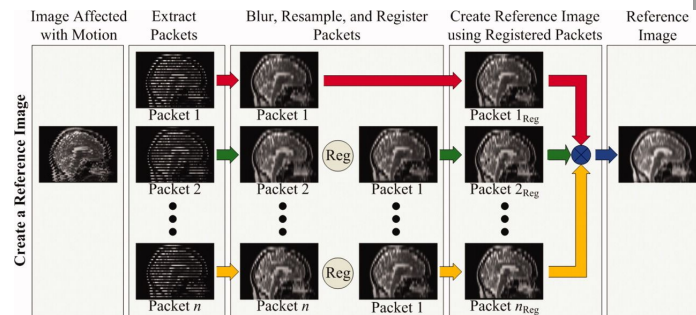 Image Affected
with Motion
Extract
Packets
Blur, Resample, and Register
Packets
Create Reference Image
using Registered Packets
Reference
Image
Create a Reference Image
Packet 1
Packet 1
Packet 1Reg
Packet 2
Packet 2
Reg
Packet 1
Packet 2Reg
Packet n
Packet n
Reg
Packet 1
Packet nReg